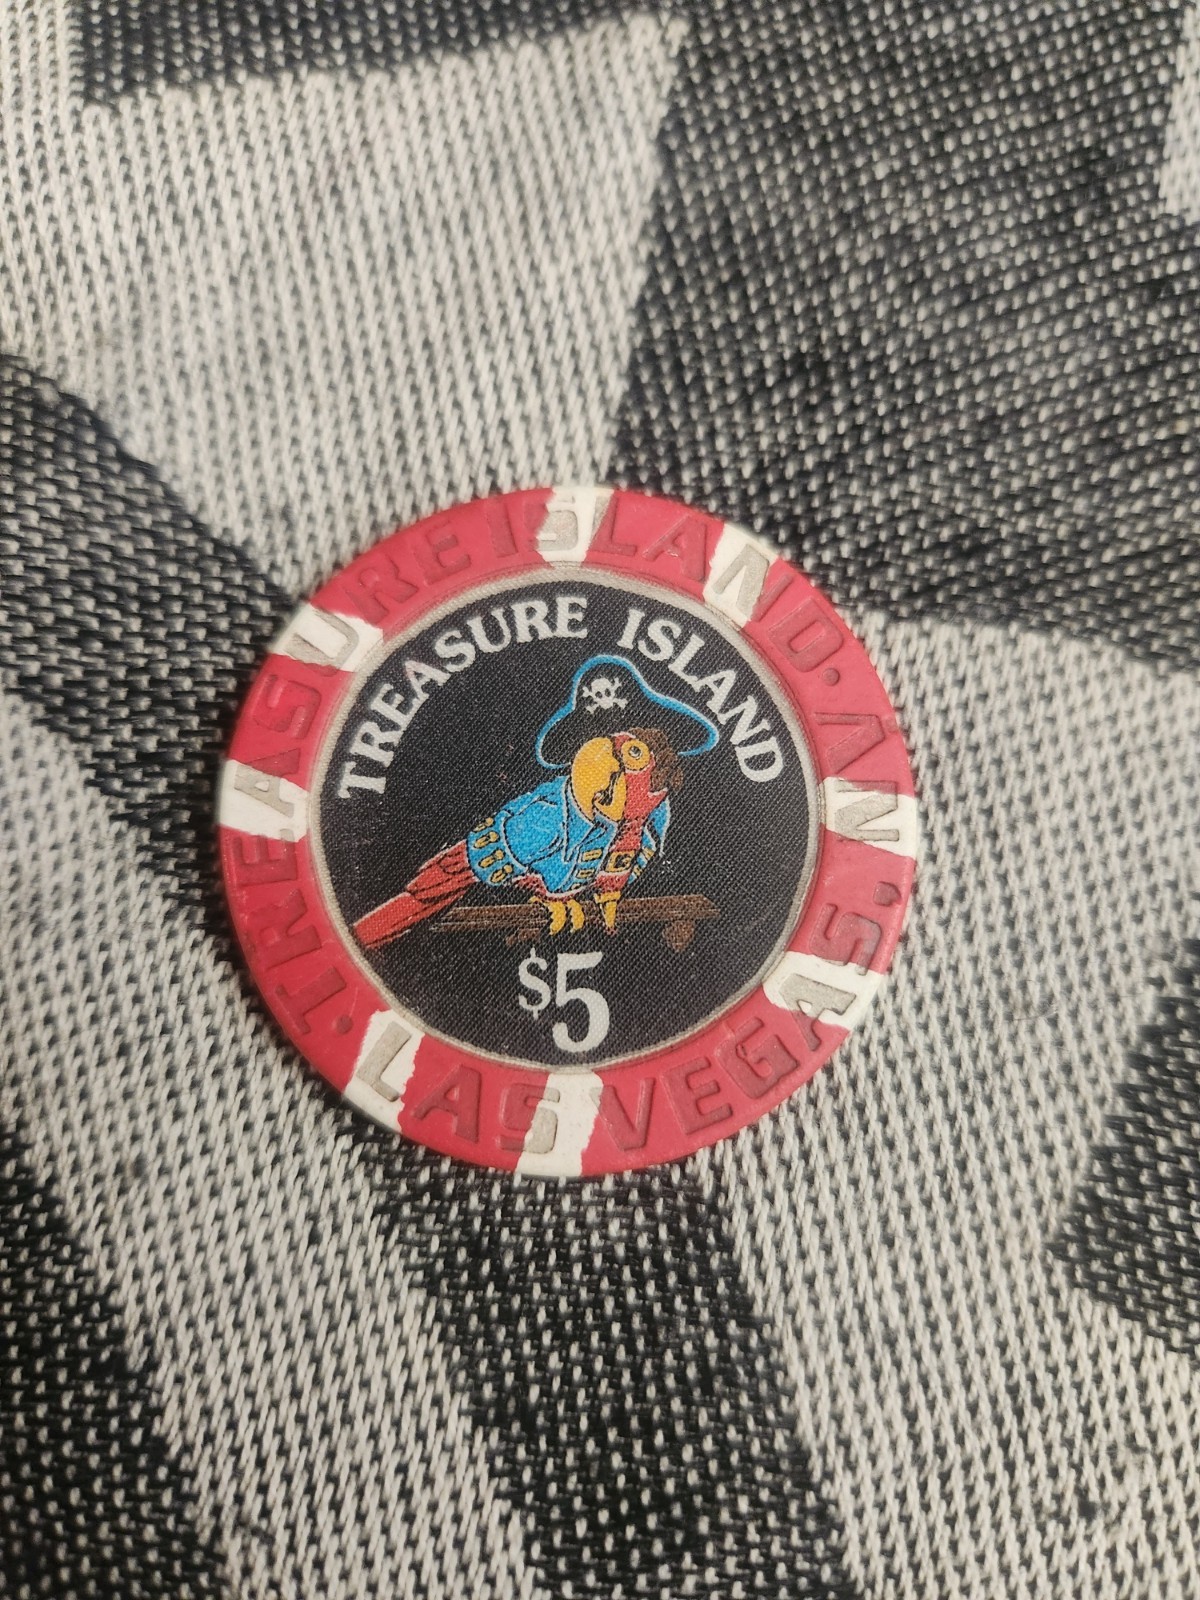 TREASURE ISLAND
$5
TREASURE ISLAND.
LAS VEGAS, NV.